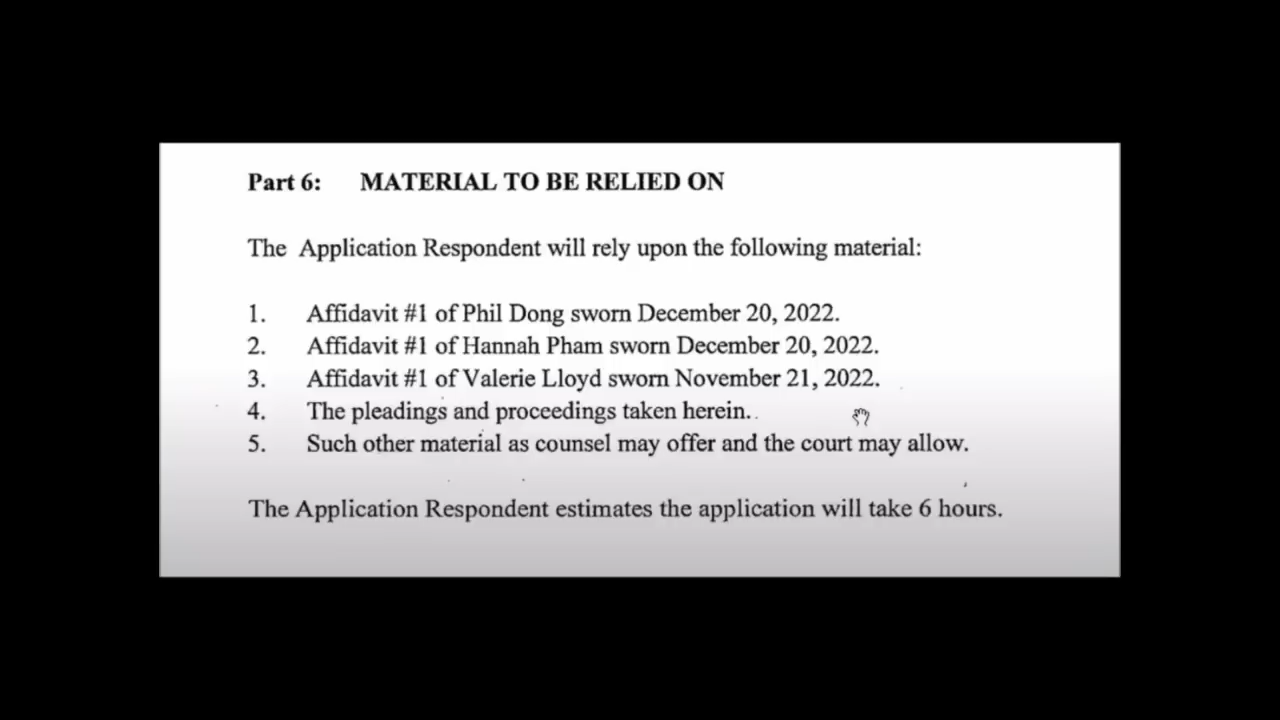 Part 6: MATERIAL TO BE RELIED ON
The Application Respondent will rely upon the following material:
1. Affidavit #1 of Phil Dong sworn December 20, 2022.
2. Affidavit #1 of Hannah Pham sworn December 20, 2022.
3. Affidavit #1 of Valerie Lloyd sworn November 21, 2022.
4. The pleadings and proceedings taken herein.
5. Such other material as counsel may offer and the court may allow.
The Application Respondent estimates the application will take 6 hours.